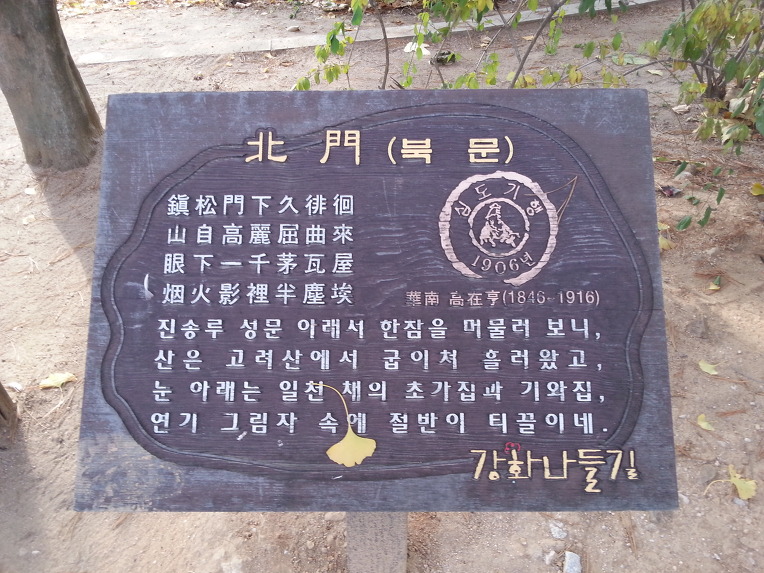 北門 (북문)
鎭松門下久徘徊
山自高麗屈曲來
眼下一千茅瓦屋
烟火影裡半塵埃
심도기행
1906년
華南 高在亨(1846-1916)
진송루 성문 아래서 한참을 머물러 보니,
산은 고려산에서 굽이쳐 흘러왔고,
눈 아래는 일천 채의 초가집과 기와집,
연기 그림자 속에 절반이 티끌이네.
강화나들길